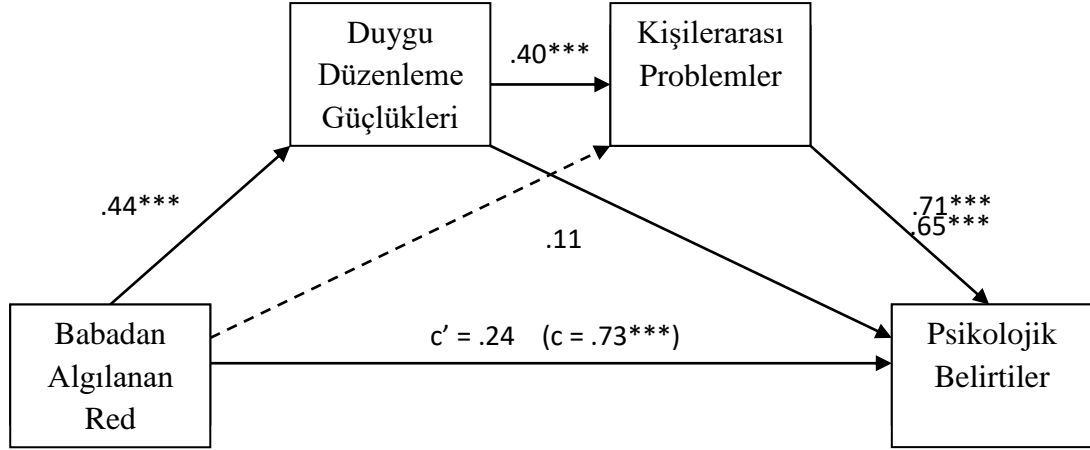 Duygu
Düzenleme
Güçlükleri
.40***
Kişilerarası
Problemler
.44***
.11
.71***
.65***
Babadan
Algılanan
Red
c’ = .24 (c = .73***)
Psikolojik
Belirtiler